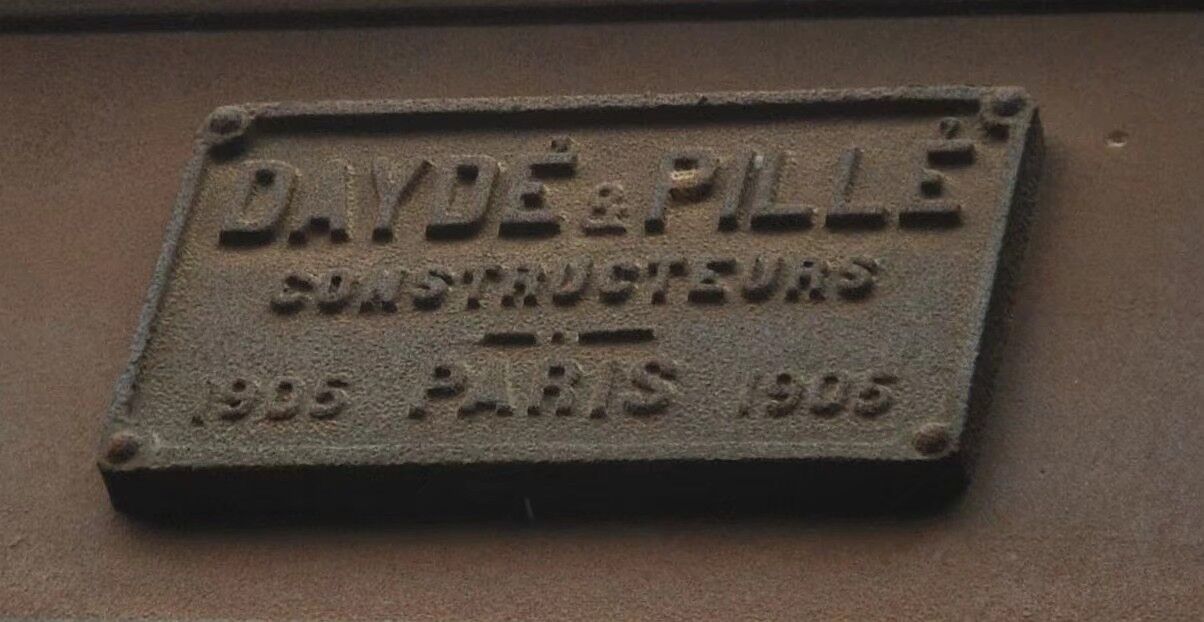 DAYDÉ & PILLÉ
CONSTRUCTEURS
1905 PARIS 1905